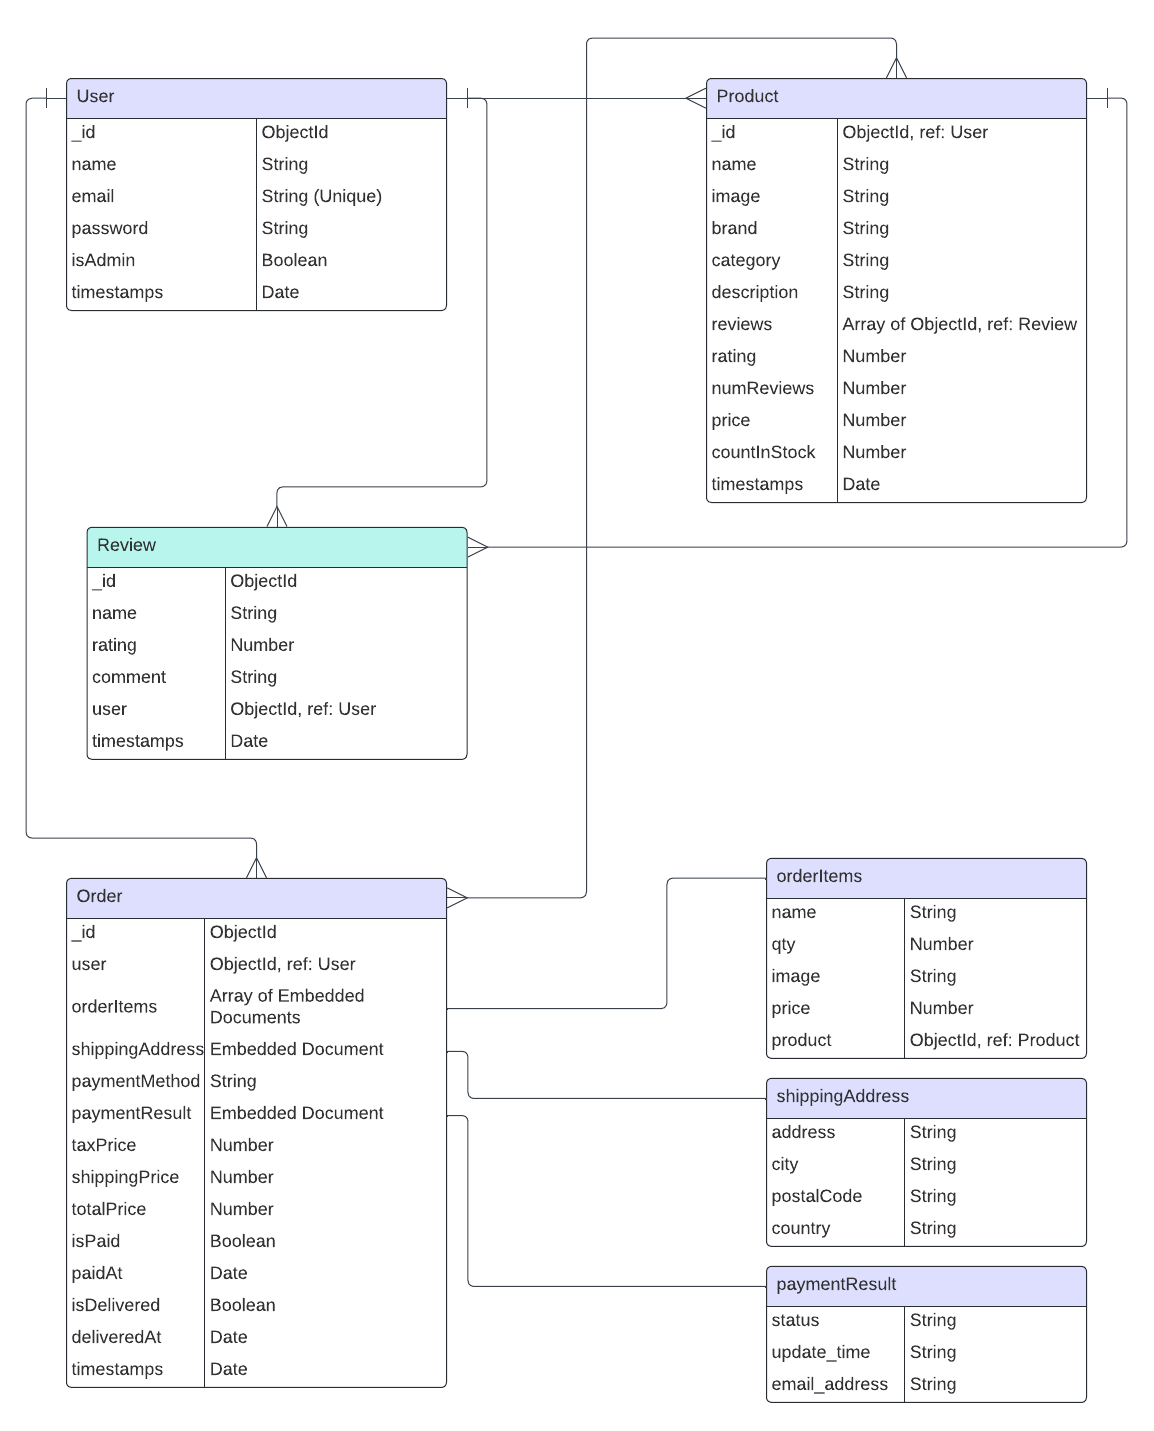 User
_id ObjectId
name String
email String (Unique)
password String
isAdmin Boolean
timestamps Date
Product
_id ObjectId, ref: User
name String
image String
brand String
category String
description String
reviews Array of ObjectId, ref: Review
rating Number
numReviews Number
price Number
countInStock Number
timestamps Date
Review
_id ObjectId
name String
rating Number
comment String
user ObjectId, ref: User
timestamps Date
Order
_id ObjectId
user ObjectId, ref: User
orderItems Array of Embedded
Documents
shippingAddress Embedded Document
paymentMethod String
paymentResult Embedded Document
taxPrice Number
shippingPrice Number
totalPrice Number
isPaid Boolean
paidAt Date
isDelivered Boolean
deliveredAt Date
timestamps Date
orderItems
name String
qty Number
image String
price Number
product ObjectId, ref: Product
shippingAddress
address String
city String
postalCode String
country String
paymentResult
status String
update_time String
email_address String